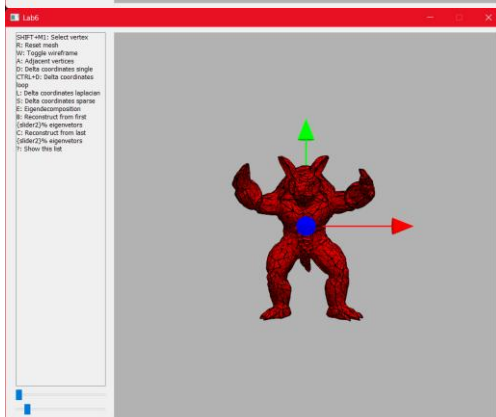 Lab6
SHIFT+M1: Select vertex
R: Reset mesh
W: Toggle wireframe
A: Adjacent vertices
D: Delta coordinates single
CTRL+D: Delta coordinates
loop
L: Delta coordinates laplacian
S: Delta coordinates sparse
E: Eigendecomposition
B: Reconstruct from first
{slider2}% eigenvetors
C: Reconstruct from last
{slider2}% eigenvetors
?: Show this list